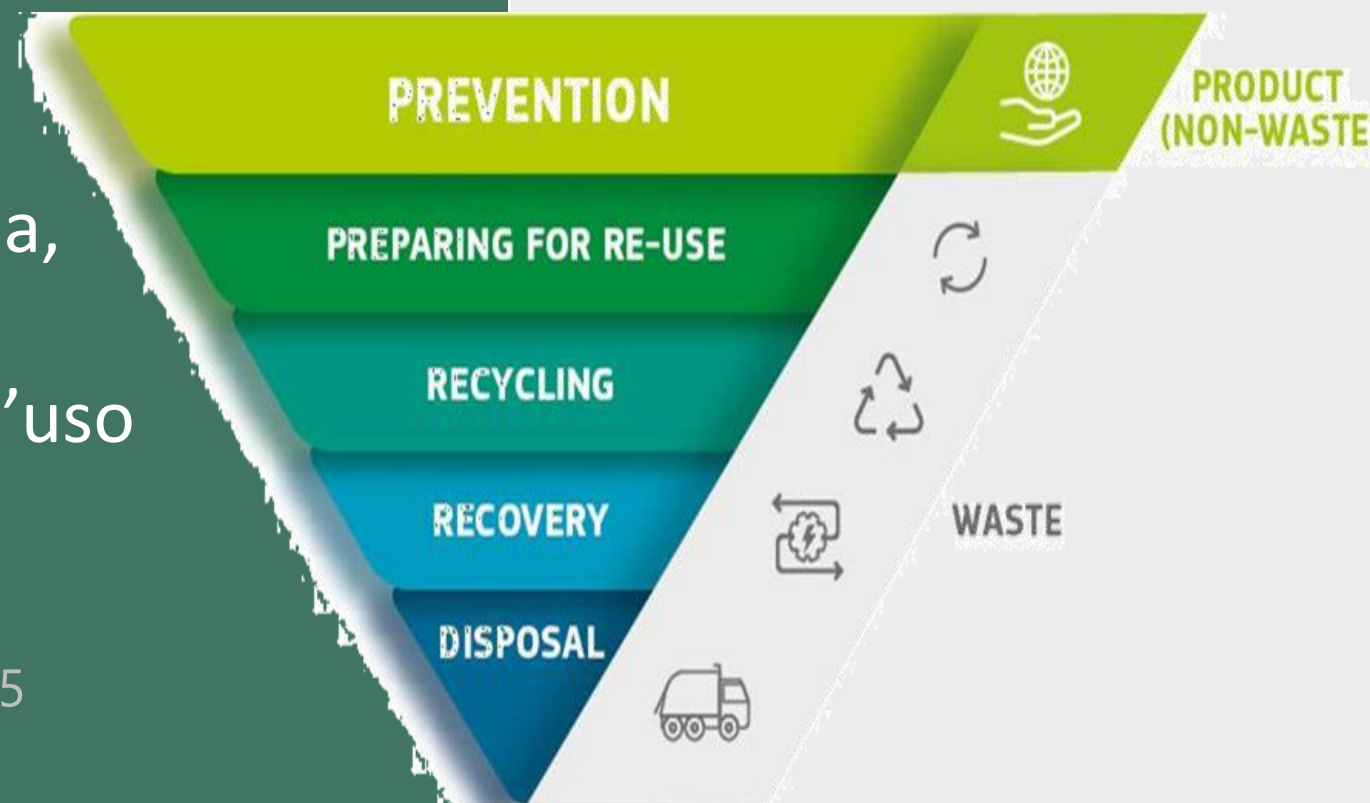 PREVENTION
PRODUCT
(NON-WASTE
a,
PREPARING FOR RE-USE
RECYCLING
’uso
RECOVERY
WASTE
DISPOSAL
5